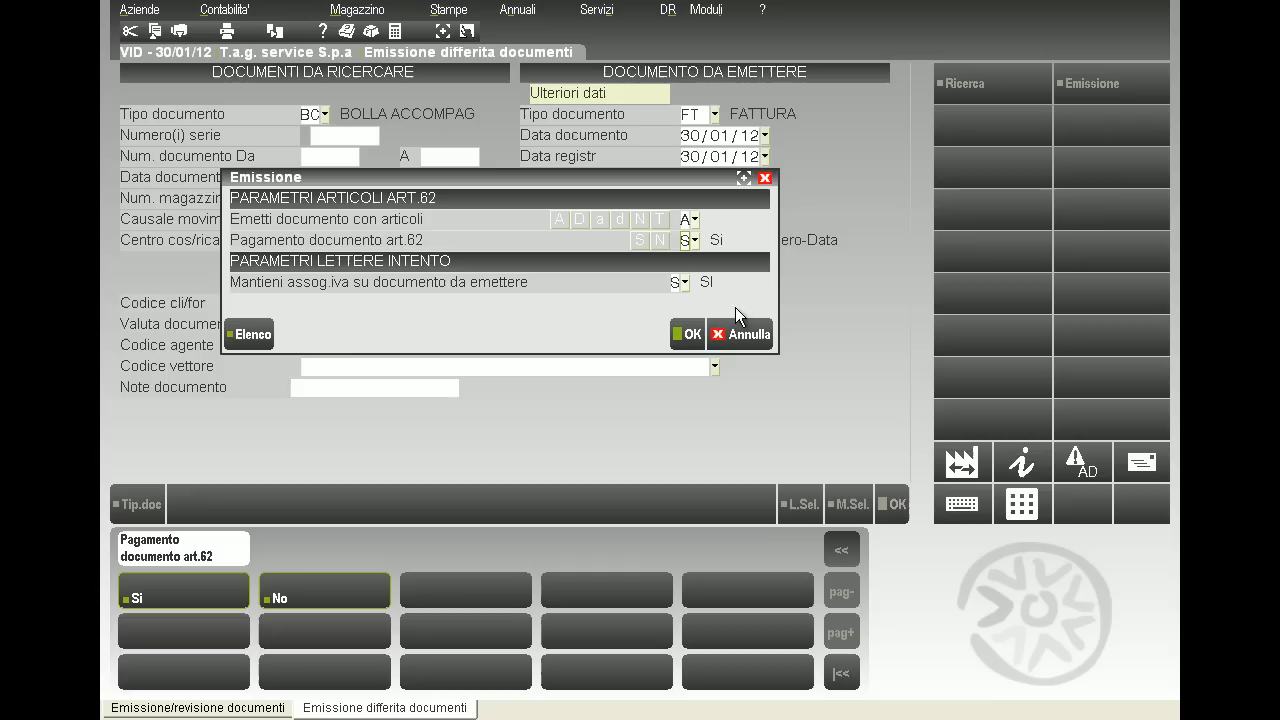 Aziende Contabilita' Magazzino Stampe Annuali Servizi DR Moduli ?
VID - 30/01/12 T.a.g. service S.p.a Emissione differita documenti
DOCUMENTI DA RICERCARE DOCUMENTO DA EMETTERE
Ricerca Emissione
Ulteriori dati
Tipo documento BC BOLLA ACCOMPAG Tipo documento FT FATTURA
Numero(i) serie Data documento 30/01/12
Num. documento Da A Data registr 30/01/12
Data document
Num. magazzin
Causale movim
Centro cos/rica ero-Data
Emissione
PARAMETRI ARTICOLI ART.62
Emetti documento con articoli A D a d N T A
Pagamento documento art.62 S N S Si
PARAMETRI LETTERE INTENTO
Mantieni assog.iva su documento da emettere S SI
Elenco OK Annulla
Codice cli/for
Valuta documer
Codice agente
Codice vettore
Note documento
AD
Tip.doc L.Sel. M.Sel. OK
Pagamento
documento art.62
<<
Si No pag-
pag+
|<<
Emissione/revisione documenti Emissione differita documenti